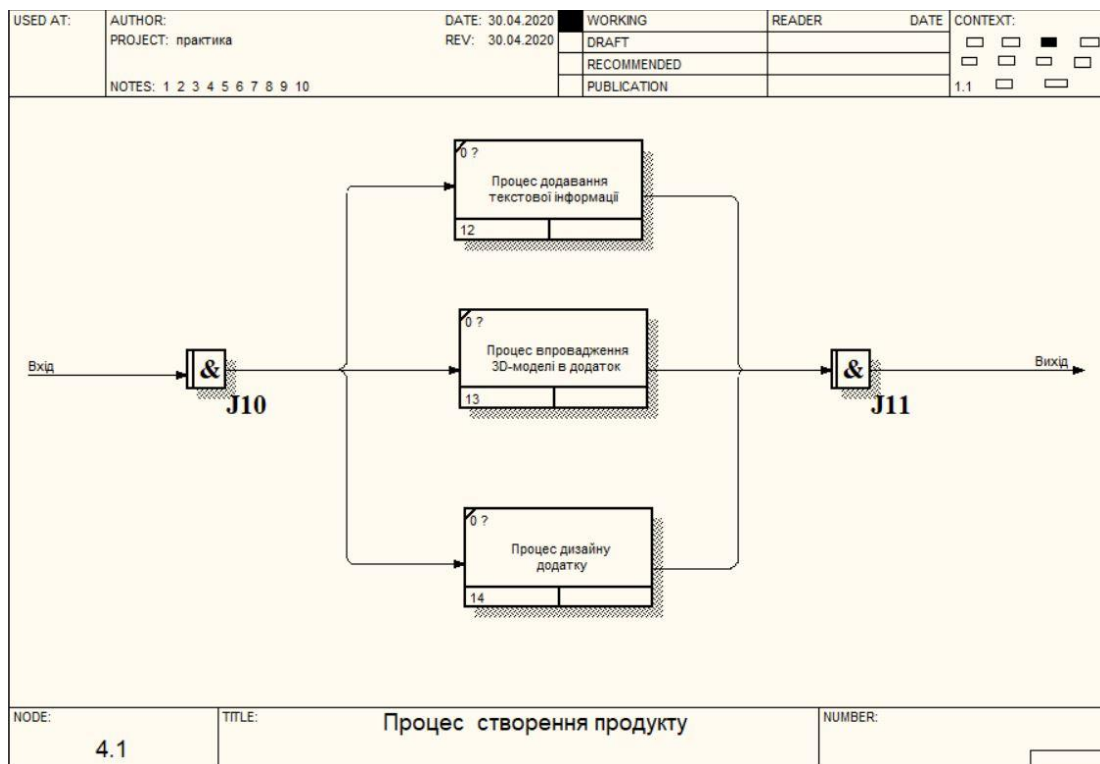 USED AT:
AUTHOR:
DATE: 30.04.2020
PROJECT: практика
REV: 30.04.2020
NOTES: 1 2 3 4 5 6 7 8 9 10
WORKING
DRAFT
RECOMMENDED
PUBLICATION
READER
DATE
CONTEXT:
1.1
0 ?
Процес додавання
текстової інформації
12
0 ?
Процес впровадження
3D-моделі в додаток
13
Вхід
&
J10
&
J11
Вихід
0 ?
Процес дизайну
додатку
14
NODE:
4.1
TITLE:
Процес створення продукту
NUMBER: